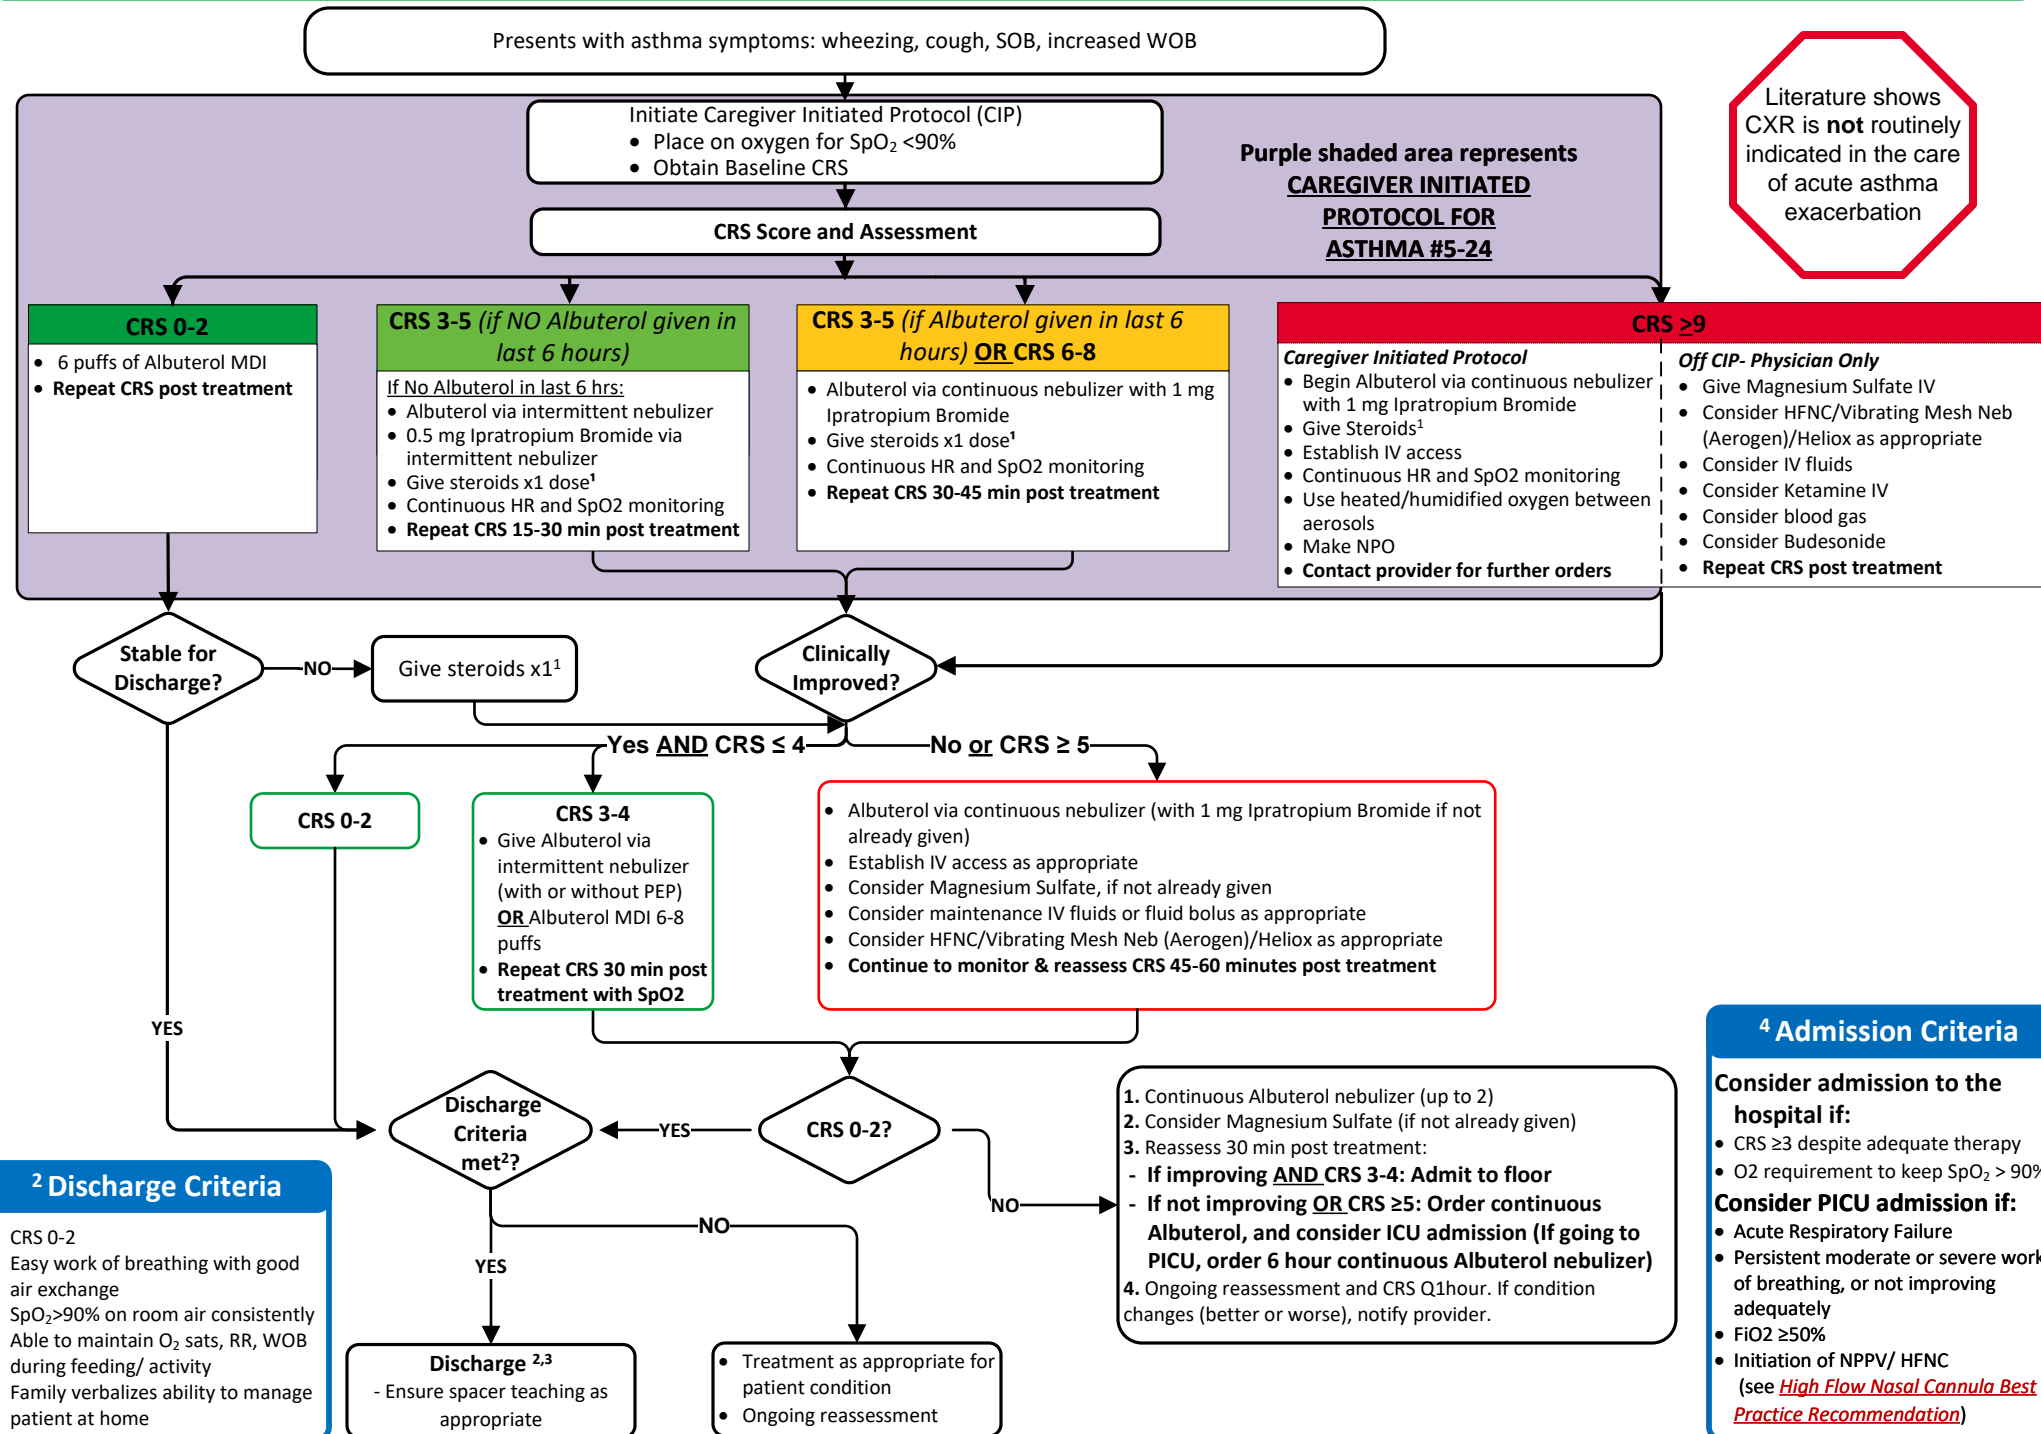 Presents with asthma symptoms: wheezing, cough, SOB, increased WOB
Literature shows
CXR is not routinely
indicated in the care
of acute asthma
exacerbation
Initiate Caregiver Initiated Protocol (CIP)
• Place on oxygen for SpO₂ <90%
• Obtain Baseline CRS
Purple shaded area represents
CAREGIVER INITIATED
PROTOCOL FOR
ASTHMA #5-24
CRS Score and Assessment
CRS 0-2
• 6 puffs of Albuterol MDI
• Repeat CRS post treatment
CRS 3-5 (if NO Albuterol given in
last 6 hours)
If No Albuterol in last 6 hrs:
• Albuterol via intermittent nebulizer
• 0.5 mg Ipratropium Bromide via
intermittent nebulizer
• Give steroids x1 dose¹
• Continuous HR and SpO2 monitoring
• Repeat CRS 15-30 min post treatment
CRS 3-5 (if Albuterol given in last 6
hours) OR CRS 6-8
• Albuterol via continuous nebulizer with 1 mg
Ipratropium Bromide
• Give steroids x1 dose¹
• Continuous HR and SpO2 monitoring
• Repeat CRS 30-45 min post treatment
CRS ≥9
Caregiver Initiated Protocol
• Begin Albuterol via continuous nebulizer
with 1 mg Ipratropium Bromide
• Give Steroids¹
• Establish IV access
• Continuous HR and SpO2 monitoring
• Use heated/humidified oxygen between
aerosols
• Make NPO
• Contact provider for further orders
Off CIP- Physician Only
• Give Magnesium Sulfate IV
• Consider HFNC/Vibrating Mesh Neb
(Aerogen)/Heliox as appropriate
• Consider IV fluids
• Consider Ketamine IV
• Consider blood gas
• Consider Budesonide
• Repeat CRS post treatment
Stable for
Discharge?
NO
Give steroids x1¹
Clinically
Improved?
Yes AND CRS ≤ 4
No or CRS ≥ 5
CRS 0-2
CRS 3-4
• Give Albuterol via
intermittent nebulizer
(with or without PEP)
OR Albuterol MDI 6-8
puffs
• Repeat CRS 30 min post
treatment with SpO2
• Albuterol via continuous nebulizer (with 1 mg Ipratropium Bromide if not
already given)
• Establish IV access as appropriate
• Consider Magnesium Sulfate, if not already given
• Consider maintenance IV fluids or fluid bolus as appropriate
• Consider HFNC/Vibrating Mesh Neb (Aerogen)/Heliox as appropriate
• Continue to monitor & reassess CRS 45-60 minutes post treatment
YES
Discharge
Criteria
met²?
YES
CRS 0-2?
NO
1. Continuous Albuterol nebulizer (up to 2)
2. Consider Magnesium Sulfate (if not already given)
3. Reassess 30 min post treatment:
- If improving AND CRS 3-4: Admit to floor
- If not improving OR CRS ≥5: Order continuous
Albuterol, and consider ICU admission (If going to
PICU, order 6 hour continuous Albuterol nebulizer)
4. Ongoing reassessment and CRS Q1hour. If condition
changes (better or worse), notify provider.
NO
YES
Discharge ²,³
- Ensure spacer teaching as
appropriate
• Treatment as appropriate for
patient condition
• Ongoing reassessment
² Discharge Criteria
CRS 0-2
Easy work of breathing with good
air exchange
SpO₂>90% on room air consistently
Able to maintain O₂ sats, RR, WOB
during feeding/ activity
Family verbalizes ability to manage
patient at home
⁴ Admission Criteria
Consider admission to the
hospital if:
• CRS ≥3 despite adequate therapy
• O2 requirement to keep SpO₂ > 90%
Consider PICU admission if:
• Acute Respiratory Failure
• Persistent moderate or severe work
of breathing, or not improving
adequately
• FiO2 ≥50%
• Initiation of NPPV/ HFNC
(see High Flow Nasal Cannula Best
Practice Recommendation)